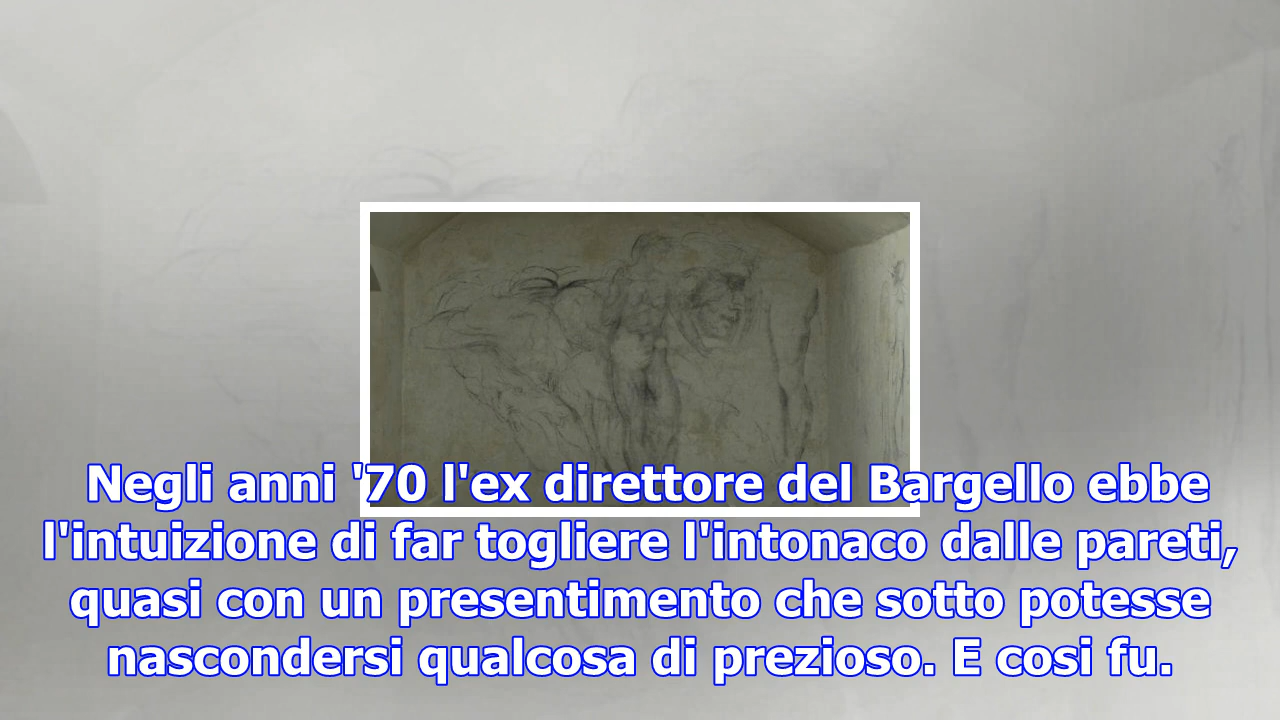 Negli anni '70 l'ex direttore del Bargello ebbe
l'intuizione di far togliere l'intonaco dalle pareti,
quasi con un presentimento che sotto potesse
nascondersi qualcosa di prezioso. E cosi fu.